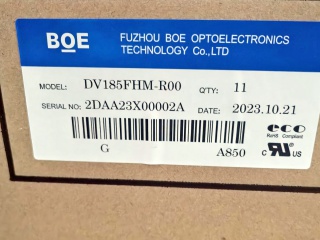 BOE
FUZHOU BOE OPTOELECTRONICS
TECHNOLOGY Co.,LTD
MODEL: DV185FHM-R00 Q'TY: 11
SERIAL NO: 2DAA23X00002A DATE: 2023.10.21
G A850
eco
RoHS Compliant
C US